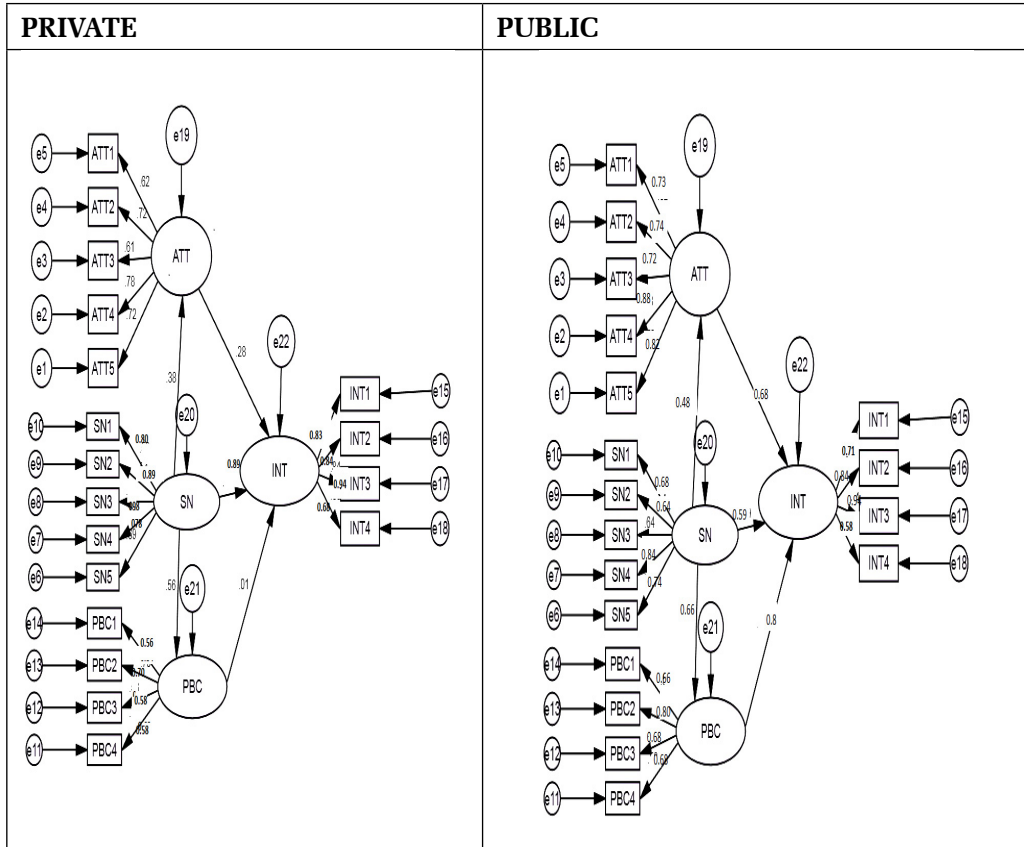 PRIVATE
PUBLIC
e19
e5
ATT1
.62
e4
ATT2
.72
ATT
e3
ATT3
.61
e2
ATT4
.78
.72
e1
ATT5
.28
e22
.38
e10
SN1
0.80
e20
e9
SN2
0.89
e8
SN3
SN
e7
SN4
e6
SN5
0.89
INT
0.83
INT1
e15
0.84
INT2
e16
0.94
INT3
e17
0.68
INT4
e18
.56
e21
.01
e14
PBC1
0.56
e13
PBC2
PBC
e12
PBC3
0.58
e11
PBC4
0.58
e19
e5
ATT1
0.73
e4
ATT2
0.74
ATT
e3
ATT3
0.72
e2
ATT4
0.88
0.82
e1
ATT5
0.68
e22
0.48
e10
SN1
0.68
e20
e9
SN2
0.64
e8
SN3
.64
SN
e7
SN4
0.84
e6
SN5
0.74
0.59
INT
0.71
INT1
e15
0.84
INT2
e16
0.94
INT3
e17
0.58
INT4
e18
0.66
e21
0.8
e14
PBC1
0.66
e13
PBC2
0.80
PBC
e12
PBC3
0.68
e11
PBC4
0.68